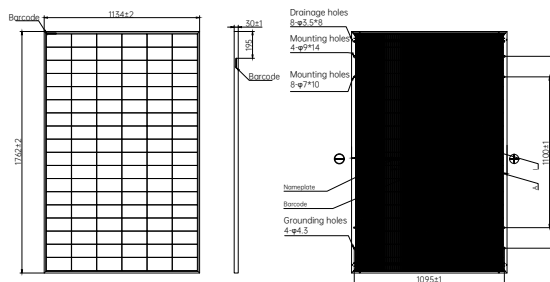 Barcode
1134±2
1762±2
30±1
195
Barcode
Drainage holes
8-φ3.5*8
Mounting holes
4-φ9*14
Mounting holes
8-φ7*10
Nameplate
Barcode
Grounding holes
4-φ4.3
1100±1
A
1095±1